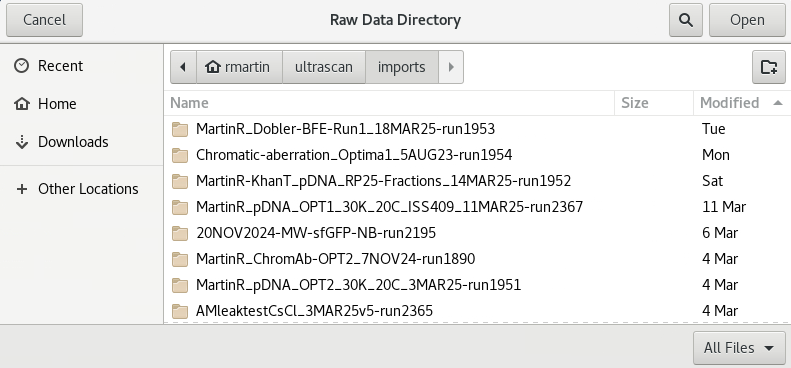 Cancel Raw Data Directory Open
Recent
Home
Downloads
Other Locations
rmartin ultrascan imports
Name Size Modified
MartinR_Dobler-BFE-Run1_18MAR25-run1953 Tue
Chromatic-aberration_Optima1_5AUG23-run1954 Mon
MartinR-KhanT_pDNA_RP25-Fractions_14MAR25-run1952 Sat
MartinR_pDNA_OPT1_30K_20C_ISS409_11MAR25-run2367 11 Mar
20NOV2024-MW-sfGFP-NB-run2195 6 Mar
MartinR_ChromAb-OPT2_7NOV24-run1890 4 Mar
MartinR_pDNA_OPT2_30K_20C_3MAR25-run1951 4 Mar
AMleaktestCsCl_3MAR25v5-run2365 4 Mar
All Files